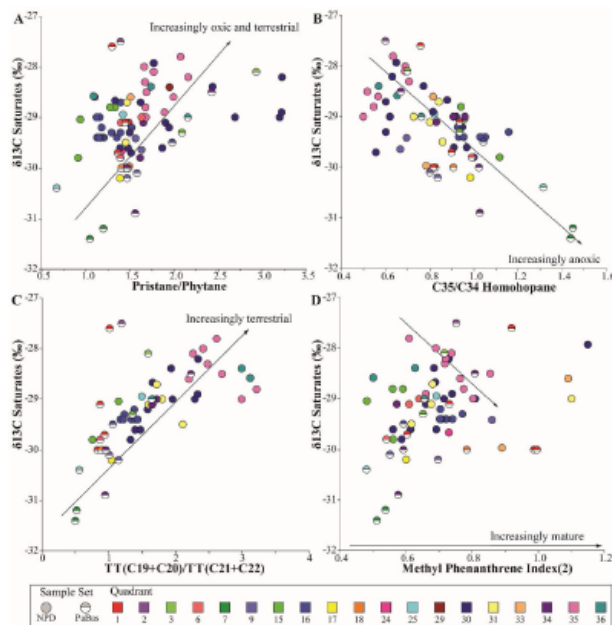 A
Increasingly oxic and terrestrial
δ13C Saturates (‰)
-27
-28
-29
-30
-31
-32
0.5
1.0
1.5
2.0
2.5
3.0
3.5
Pristane/Phytane
B
δ13C Saturates (‰)
-27
-28
-29
-30
-31
-32
Increasingly anoxic
0.4
0.6
0.8
1.0
1.2
1.4
1.6
C35/C34 Homohopane
C
Increasingly terrestrial
δ13C Saturates (‰)
-27
-28
-29
-30
-31
-32
0
1
2
3
4
TT(C19+C20)/TT(C21+C22)
D
δ13C Saturates (‰)
-27
-28
-29
-30
-31
-32
Increasingly mature
0.4
0.6
0.8
1.0
1.2
Methyl Phenanthrene Index(2)
Sample Set
NPD
PaBas
Quadrant
1 2 3 6 7 9 15 16 17 18 24 25 29 30 31 33 34 35 36